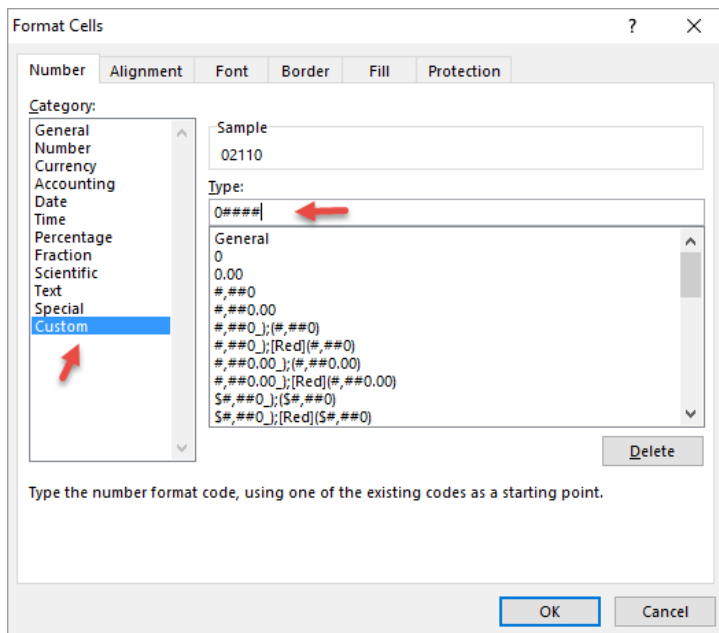 Format Cells
?
Number
Alignment
Font
Border
Fill
Protection
Category:
General
Number
Currency
Accounting
Date
Time
Percentage
Fraction
Scientific
Text
Special
Custom
Sample
02110
Type:
0####
General
0
0.00
#,##0
#,##0.00
#,##0_);(#,##0)
#,##0_);[Red](#,##0)
#,##0.00_);(#,##0.00)
#,##0.00_);[Red](#,##0.00)
$#,##0_);($#,##0)
$#,##0_);[Red]($#,##0)
Delete
Type the number format code, using one of the existing codes as a starting point.
OK
Cancel